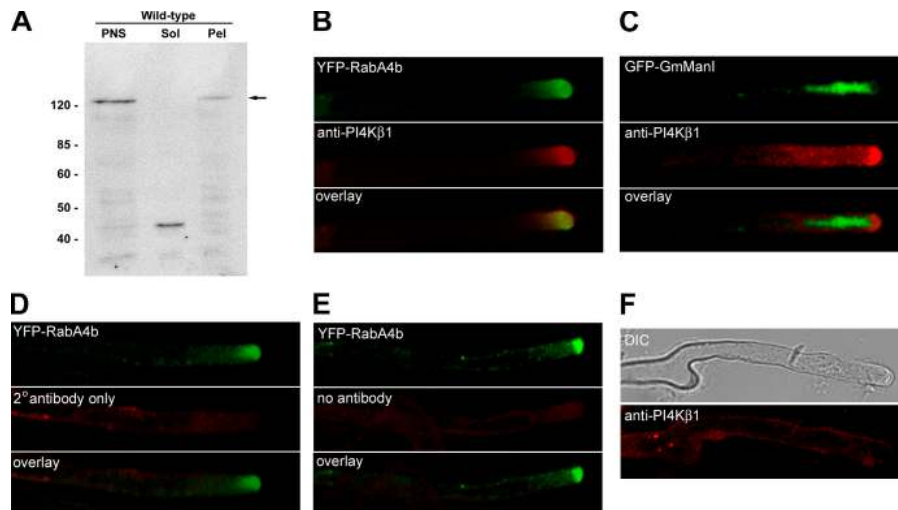 A
Wild-type
PNS Sol Pel
120 -
85 -
60 -
50 -
40 -
B
YFP-RabA4b
anti-PI4Kβ1
overlay
C
GFP-GmManI
anti-PI4Kβ1
overlay
D
YFP-RabA4b
2° antibody only
overlay
E
YFP-RabA4b
no antibody
overlay
F
DIC
anti-PI4Kβ1